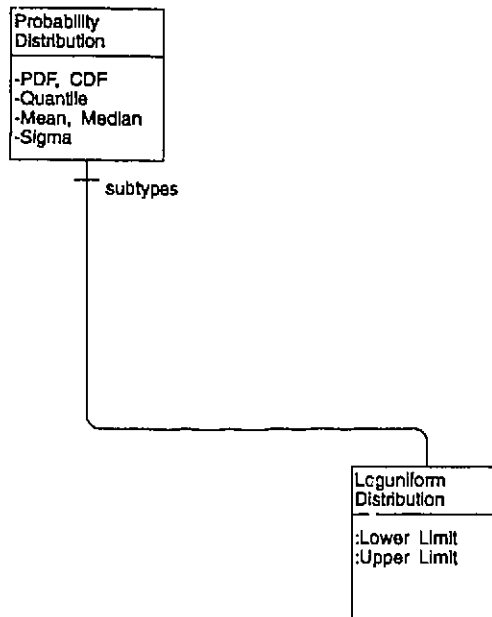 Probability
Distribution
-PDF, CDF
-Quantile
-Mean, Median
-Sigma
subtypes
Loguniform
Distribution
:Lower Limit
:Upper Limit